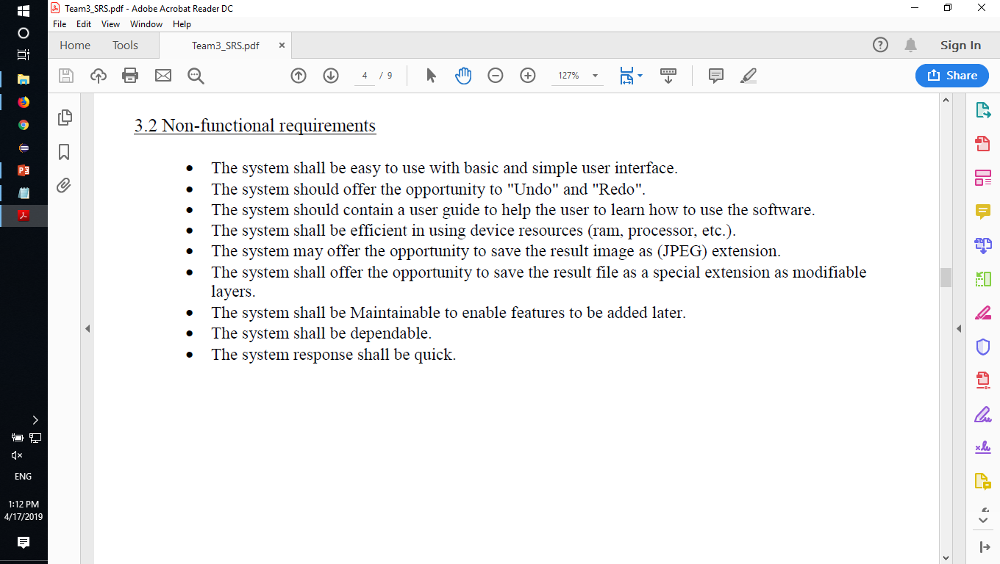 Team3_SRS.pdf - Adobe Acrobat Reader DC
File Edit View Window Help
Home Tools Team3_SRS.pdf × Sign In
4 / 9 127% Share
3.2 Non-functional requirements
• The system shall be easy to use with basic and simple user interface.
• The system should offer the opportunity to "Undo" and "Redo".
• The system should contain a user guide to help the user to learn how to use the software.
• The system shall be efficient in using device resources (ram, processor, etc.).
• The system may offer the opportunity to save the result image as (JPEG) extension.
• The system shall offer the opportunity to save the result file as a special extension as modifiable
layers.
• The system shall be Maintainable to enable features to be added later.
• The system shall be dependable.
• The system response shall be quick.
ENG
1:12 PM
4/17/2019